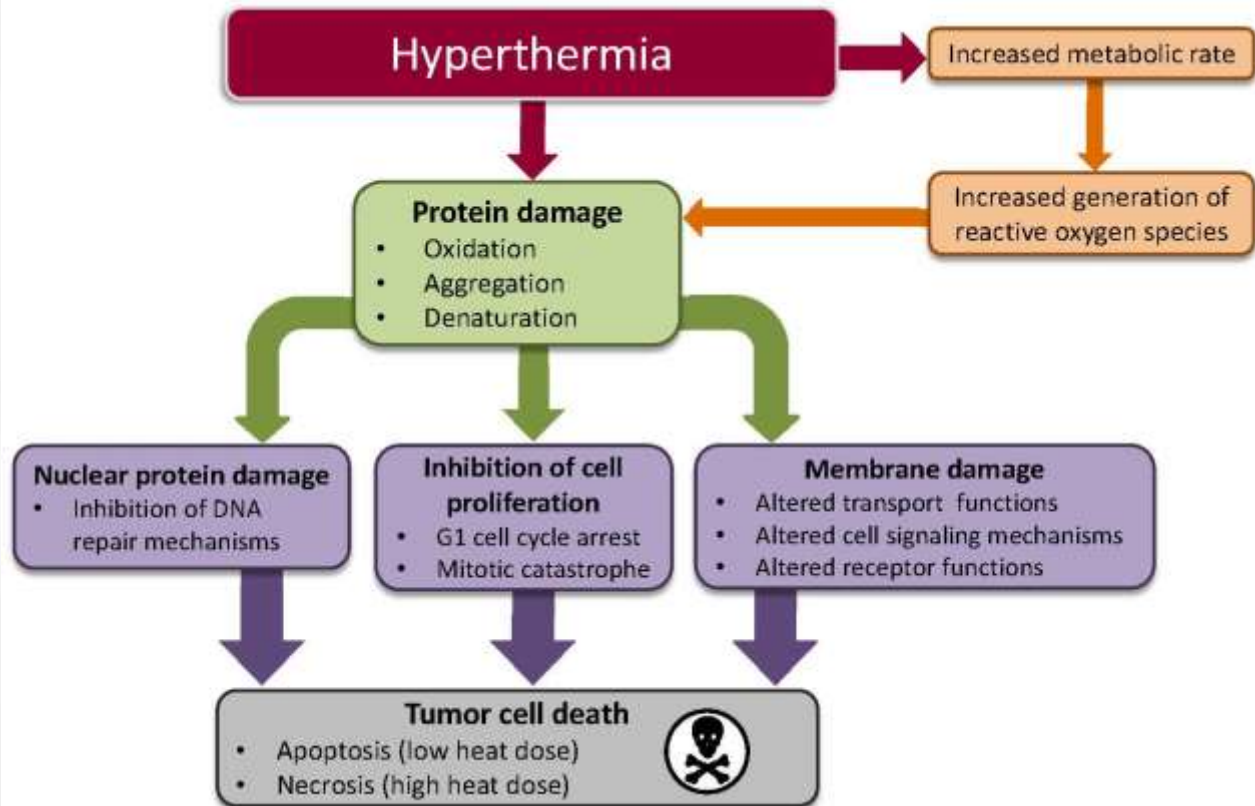 Hyperthermia
Increased metabolic rate
Increased generation of
reactive oxygen species
Protein damage
• Oxidation
• Aggregation
• Denaturation
Nuclear protein damage
• Inhibition of DNA
repair mechanisms
Inhibition of cell
proliferation
• G1 cell cycle arrest
• Mitotic catastrophe
Membrane damage
• Altered transport functions
• Altered cell signaling mechanisms
• Altered receptor functions
Tumor cell death
• Apoptosis (low heat dose)
• Necrosis (high heat dose)